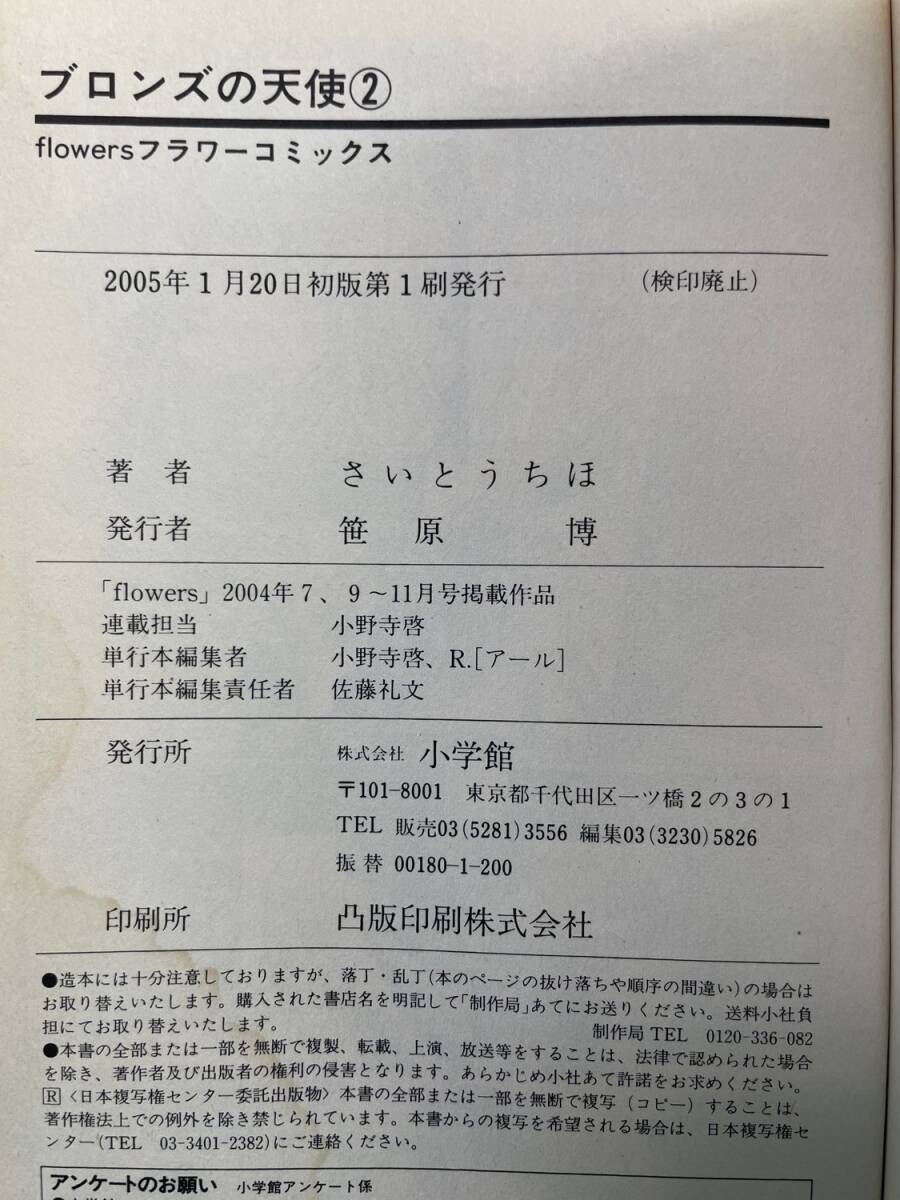 ブロンズの天使②
flowersフラワーコミックス
2005年1月20日初版第1刷発行 (検印廃止)
著者 さいとうちほ
発行者 笹原 博
「flowers」2004年7、9~11月号掲載作品
連載担当 小野寺啓
単行本編集者 小野寺啓、R.[アール]
単行本編集責任者 佐藤礼文
発行所 株式会社 小学館
〒101-8001 東京都千代田区一ツ橋2の3の1
TEL 販売03(5281)3556 編集03(3230)5826
振替 00180-1-200
印刷所 凸版印刷株式会社
●造本には十分注意しておりますが、落丁・乱丁(本のページの抜け落ちや順序の間違い)の場合は
お取り替えいたします。購入された書店名を明記して「制作局」あてにお送りください。送料小社負
担にてお取り替えいたします。 制作局 TEL 0120-336-082
●本書の全部または一部を無断で複製、転載、上演、放送等をすることは、法律で認められた場合
を除き、著作者及び出版者の権利の侵害となります。あらかじめ小社あて許諾をお求めください。
R〈日本複写権センター委託出版物〉本書の全部または一部を無断で複写(コピー)することは、
著作権法上での例外を除き禁じられています。本書からの複写を希望される場合は、日本複写権セ
ンター(TEL 03-3401-2382)にご連絡ください。
アンケートのお願い 小学館アンケート係